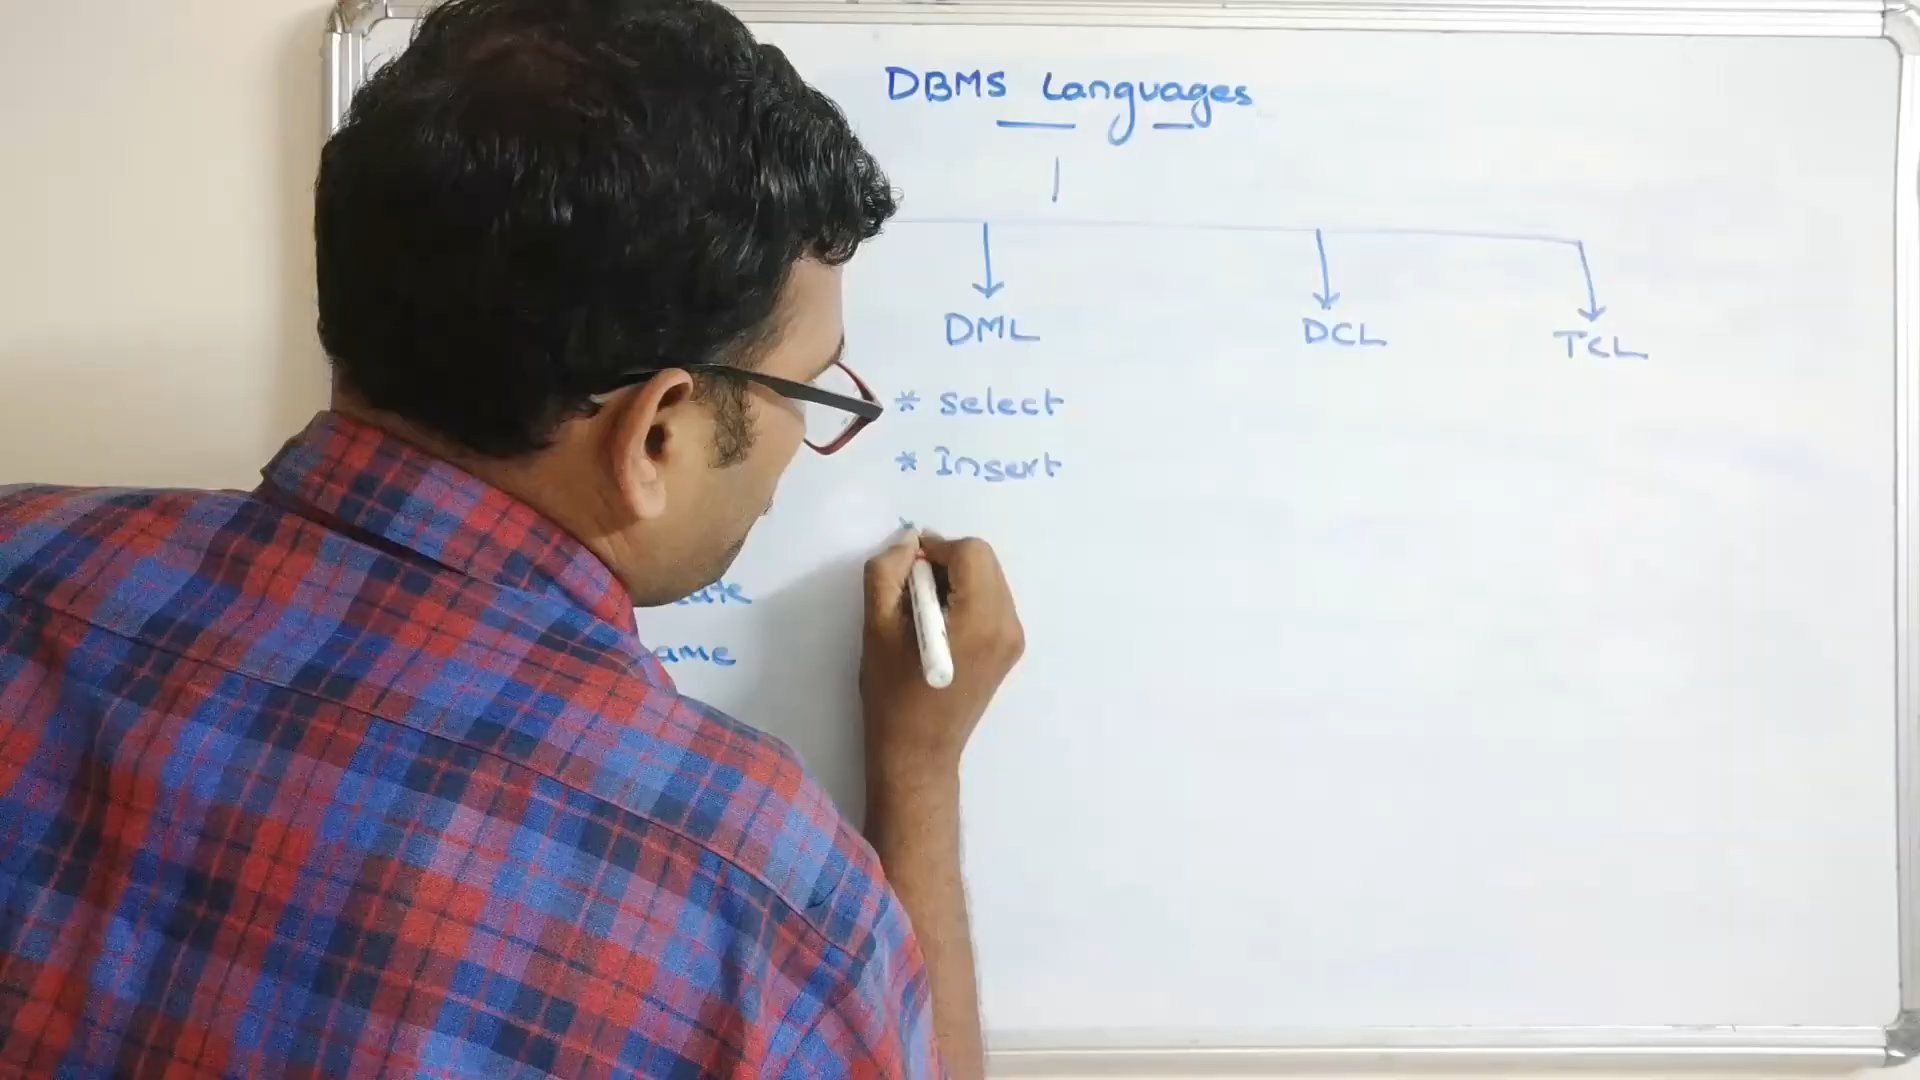 DBMS Languages
DML DCL TCL
* Select
* Insert
*